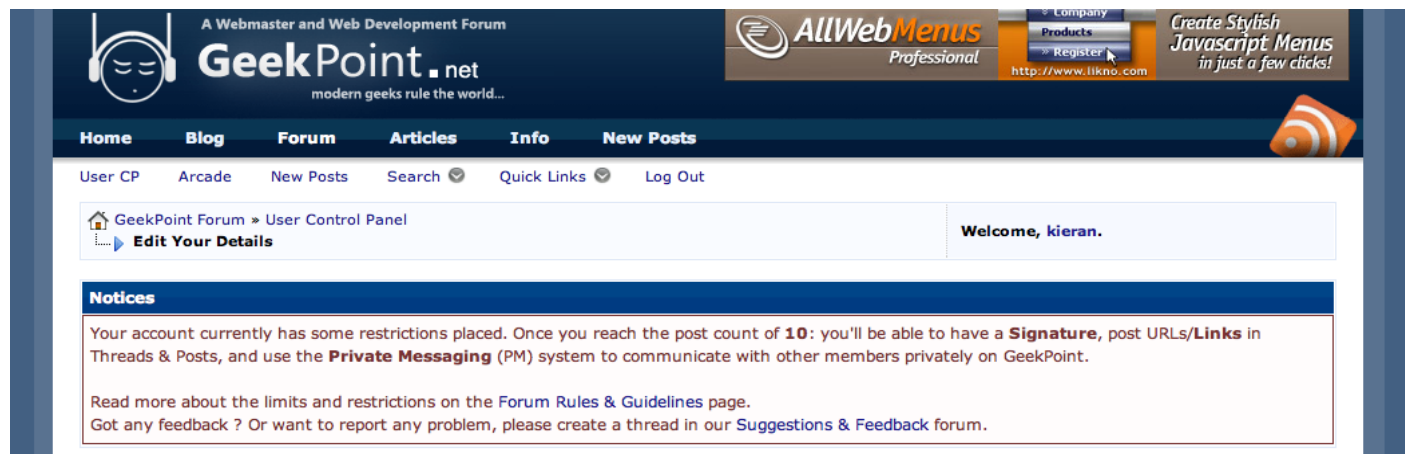 A Webmaster and Web Development Forum
GeekPoint.net
modern geeks rule the world...
AllWebMenus
Professional
» Company
Products
» Register
http://www.likno.com
Create Stylish
Javascript Menus
in just a few clicks!
Home Blog Forum Articles Info New Posts
User CP Arcade New Posts Search Quick Links Log Out
GeekPoint Forum » User Control Panel
Edit Your Details
Welcome, kieran.
Notices
Your account currently has some restrictions placed. Once you reach the post count of 10: you'll be able to have a Signature, post URLs/Links in
Threads & Posts, and use the Private Messaging (PM) system to communicate with other members privately on GeekPoint.
Read more about the limits and restrictions on the Forum Rules & Guidelines page.
Got any feedback ? Or want to report any problem, please create a thread in our Suggestions & Feedback forum.